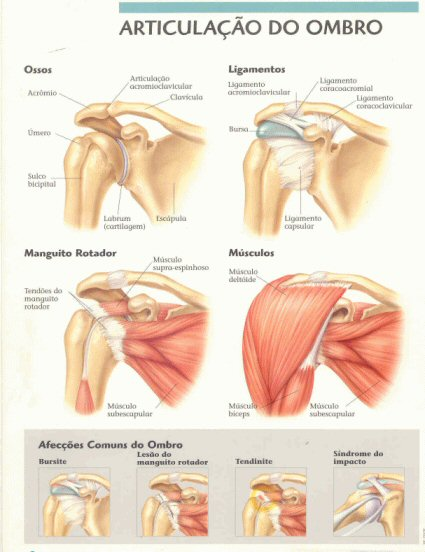 ARTICULAÇÃO DO OMBRO
Ossos
Articulação
acromioclavicular
Acrômio
Clavícula
Úmero
Sulco
bicipital
Labrum
(cartilagem)
Escápula
Ligamentos
Ligamento
acromioclavicular
Ligamento
coracoacromial
Ligamento
coracoclavicular
Bursa
Ligamento
capsular
Manguito Rotador
Músculo
supra-espinhoso
Tendões do
manguito
rotador
Músculo
subescapular
Músculos
Músculo
deltóide
Músculo
bíceps
Músculo
subescapular
Afecções Comuns do Ombro
Bursite
Lesão do
manguito rotador
Tendinite
Síndrome do
impacto